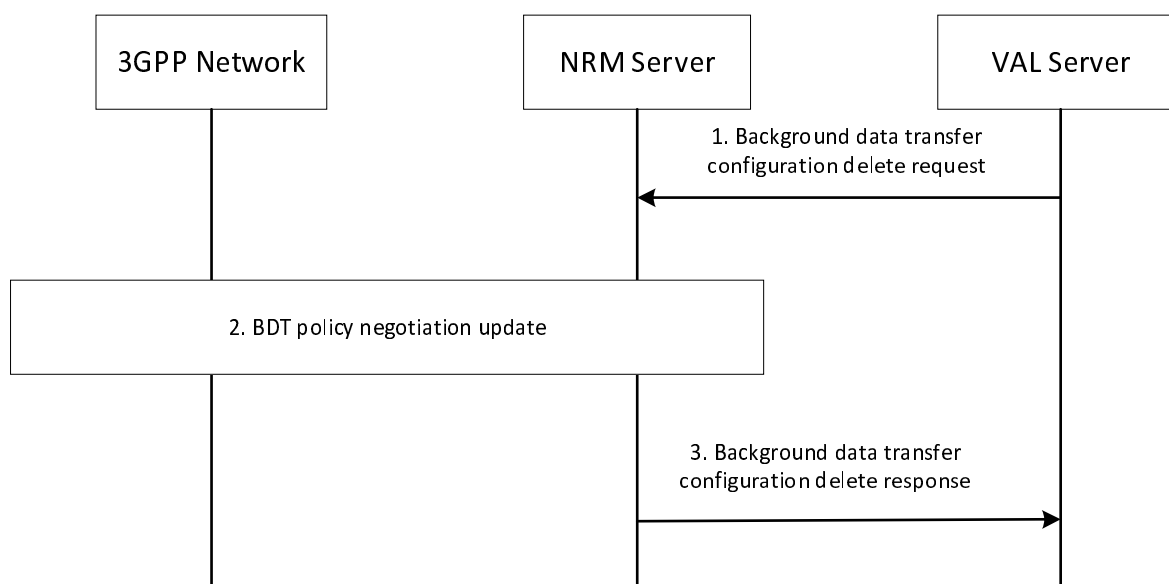 3GPP Network
NRM Server
VAL Server
1. Background data transfer
configuration delete request
2. BDT policy negotiation update
3. Background data transfer
configuration delete response